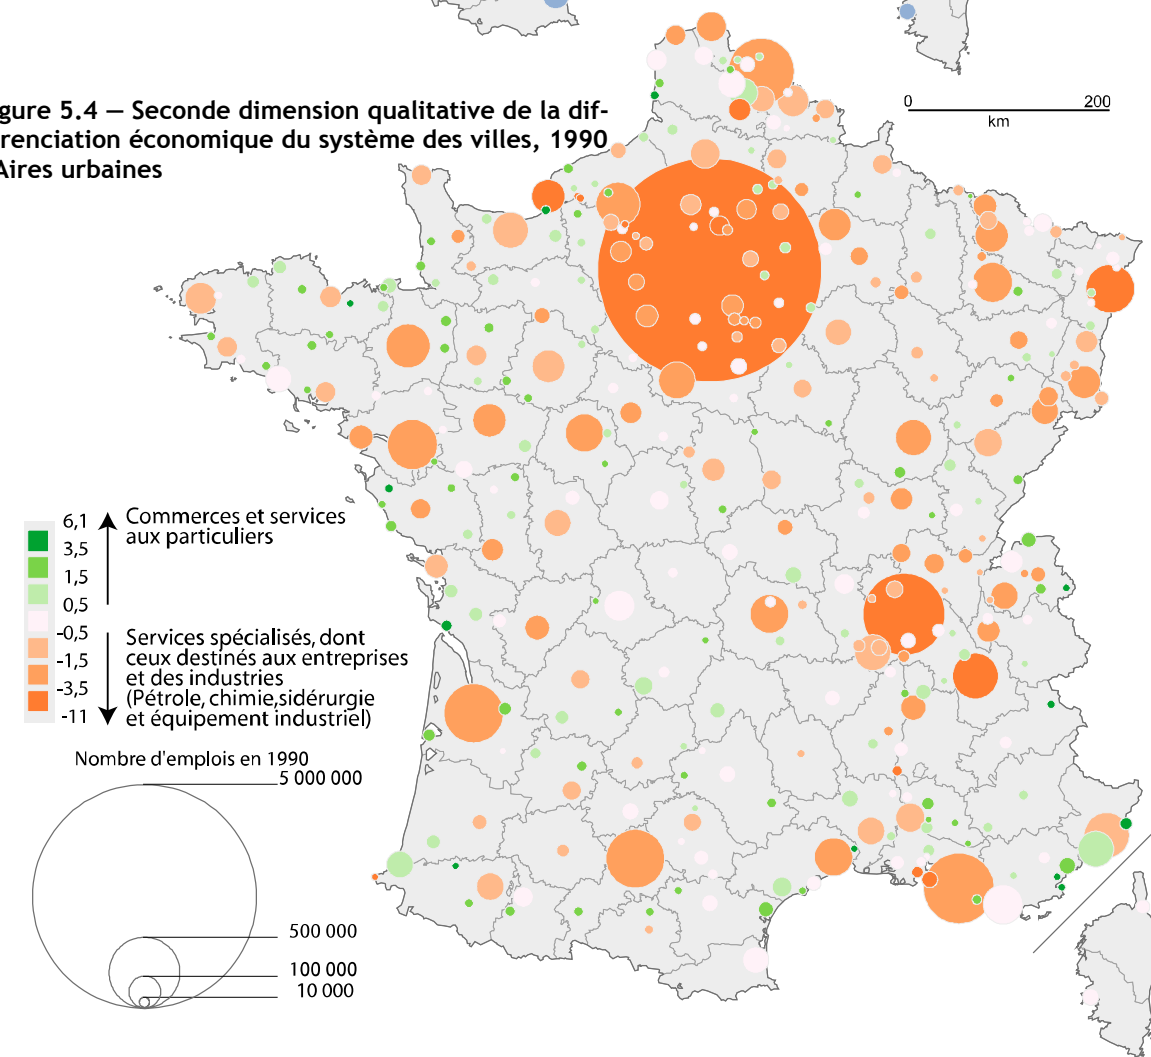 gure 5.4 — Seconde dimension qualitative de la dif-
renciation économique du système des villes, 1990
Aires urbaines
0 200
km
6,1
3,5
1,5
0,5
-0,5
-1,5
-3,5
-11
Commerces et services
aux particuliers
Services spécialisés, dont
ceux destinés aux entreprises
et des industries
(Pétrole, chimie,sidérurgie
et équipement industriel)
Nombre d'emplois en 1990
5 000 000
500 000
100 000
10 000